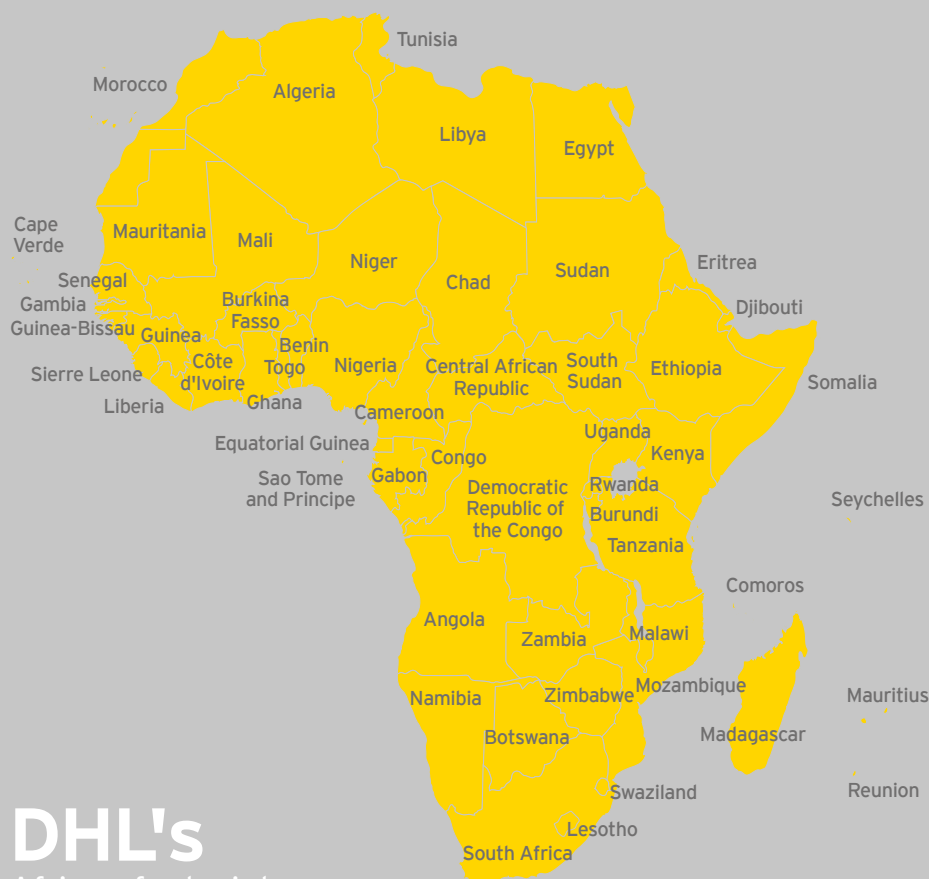 Tunisia
Morocco
Algeria
Libya
Egypt
Cape
Verde
Mauritania
Mali
Niger
Chad
Sudan
Eritrea
Senegal
Gambia
Guinea-Bissau
Guinea
Burkina
Fasso
Djibouti
Benin
Togo
Côte
d'Ivoire
Nigeria
Central African
Republic
South
Sudan
Ethiopia
Somalia
Sierre Leone
Liberia
Ghana
Cameroon
Equatorial Guinea
Uganda
Kenya
Congo
Gabon
Sao Tome
and Principe
Democratic
Republic of
the Congo
Rwanda
Burundi
Tanzania
Seychelles
Comoros
Angola
Zambia
Malawi
Namibia
Zimbabwe
Mozambique
Mauritius
Botswana
Madagascar
Swaziland
Reunion
Lesotho
South Africa
DHL's